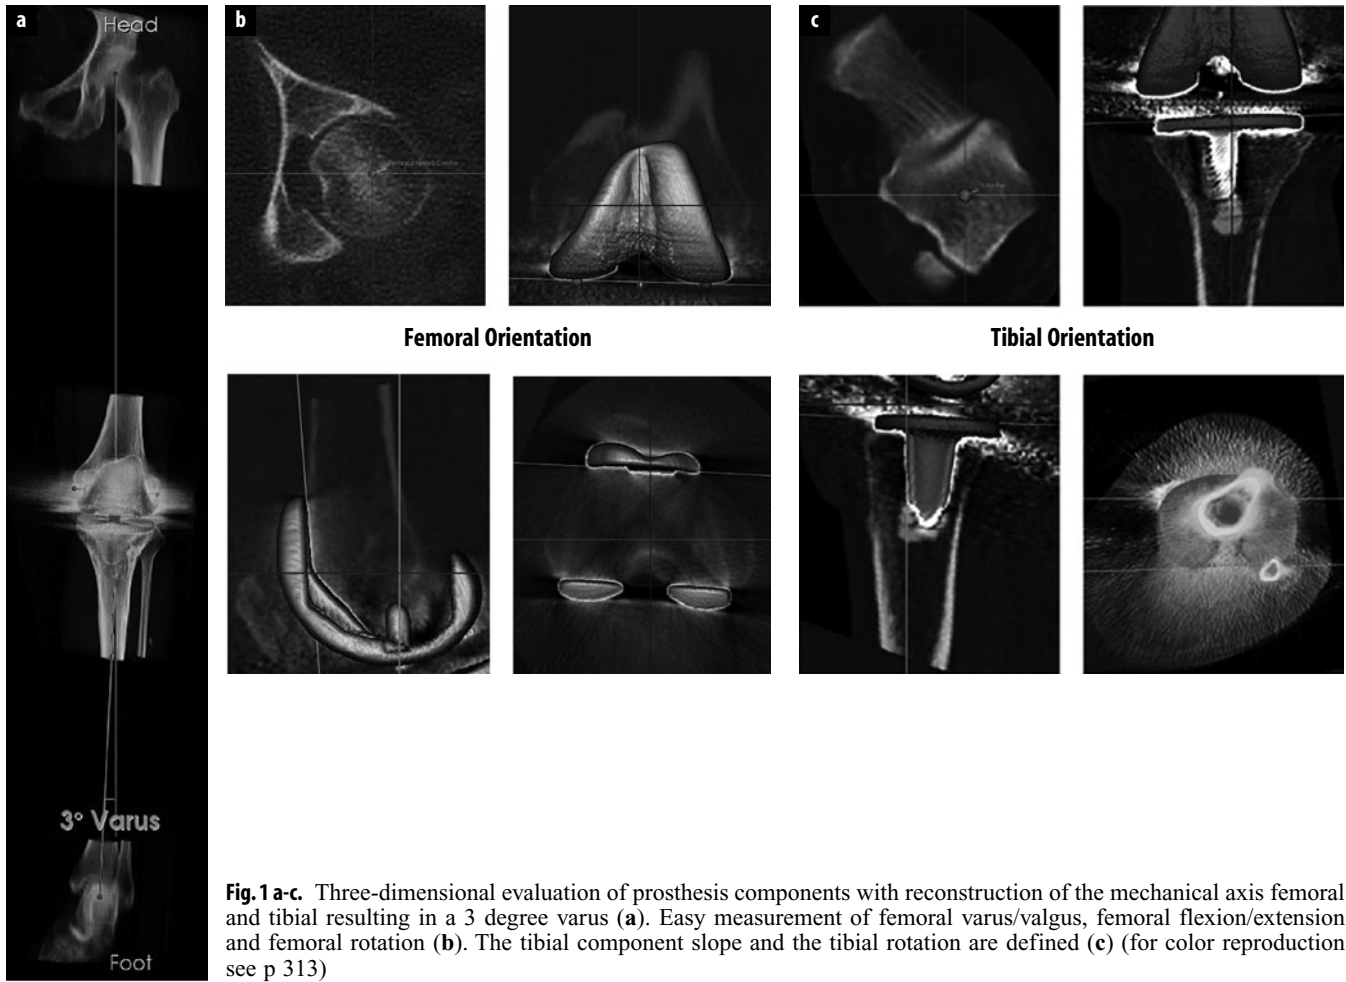 a
Head
3° Varus
Foot
b
Femoral Head Centre
c
Femoral Orientation
Tibial Orientation
Fig. 1 a-c. Three-dimensional evaluation of prosthesis components with reconstruction of the mechanical axis femoral
and tibial resulting in a 3 degree varus (a). Easy measurement of femoral varus/valgus, femoral flexion/extension
and femoral rotation (b). The tibial component slope and the tibial rotation are defined (c) (for color reproduction
see p 313)